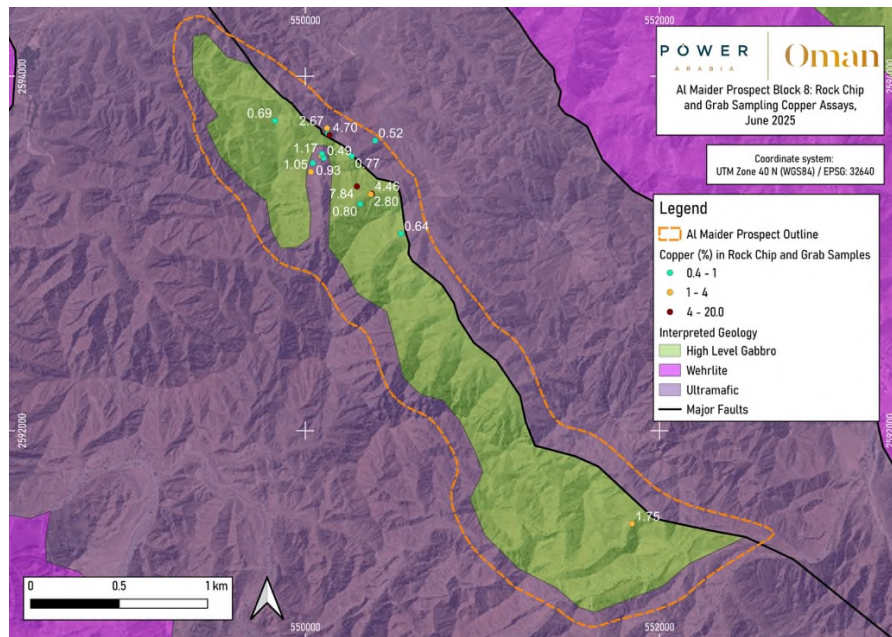 550000
552000
2594000
2594000
POWER
ARABIA
Oman
Al Maider Prospect Block 8: Rock Chip
and Grab Sampling Copper Assays,
June 2025
Coordinate system:
UTM Zone 40 N (WGS84) / EPSG: 32640
Legend
Al Maider Prospect Outline
Copper (%) in Rock Chip and Grab Samples
0.4 - 1
1 - 4
4 - 20.0
Interpreted Geology
High Level Gabbro
Wehrlite
Ultramafic
Major Faults
0.69
2.67
4.70
0.52
1.17
0.49
1.05
0.93
0.77
7.84
4.46
2.80
0.80
0.64
1.75
2592000
2592000
0
0.5
1 km
550000
552000